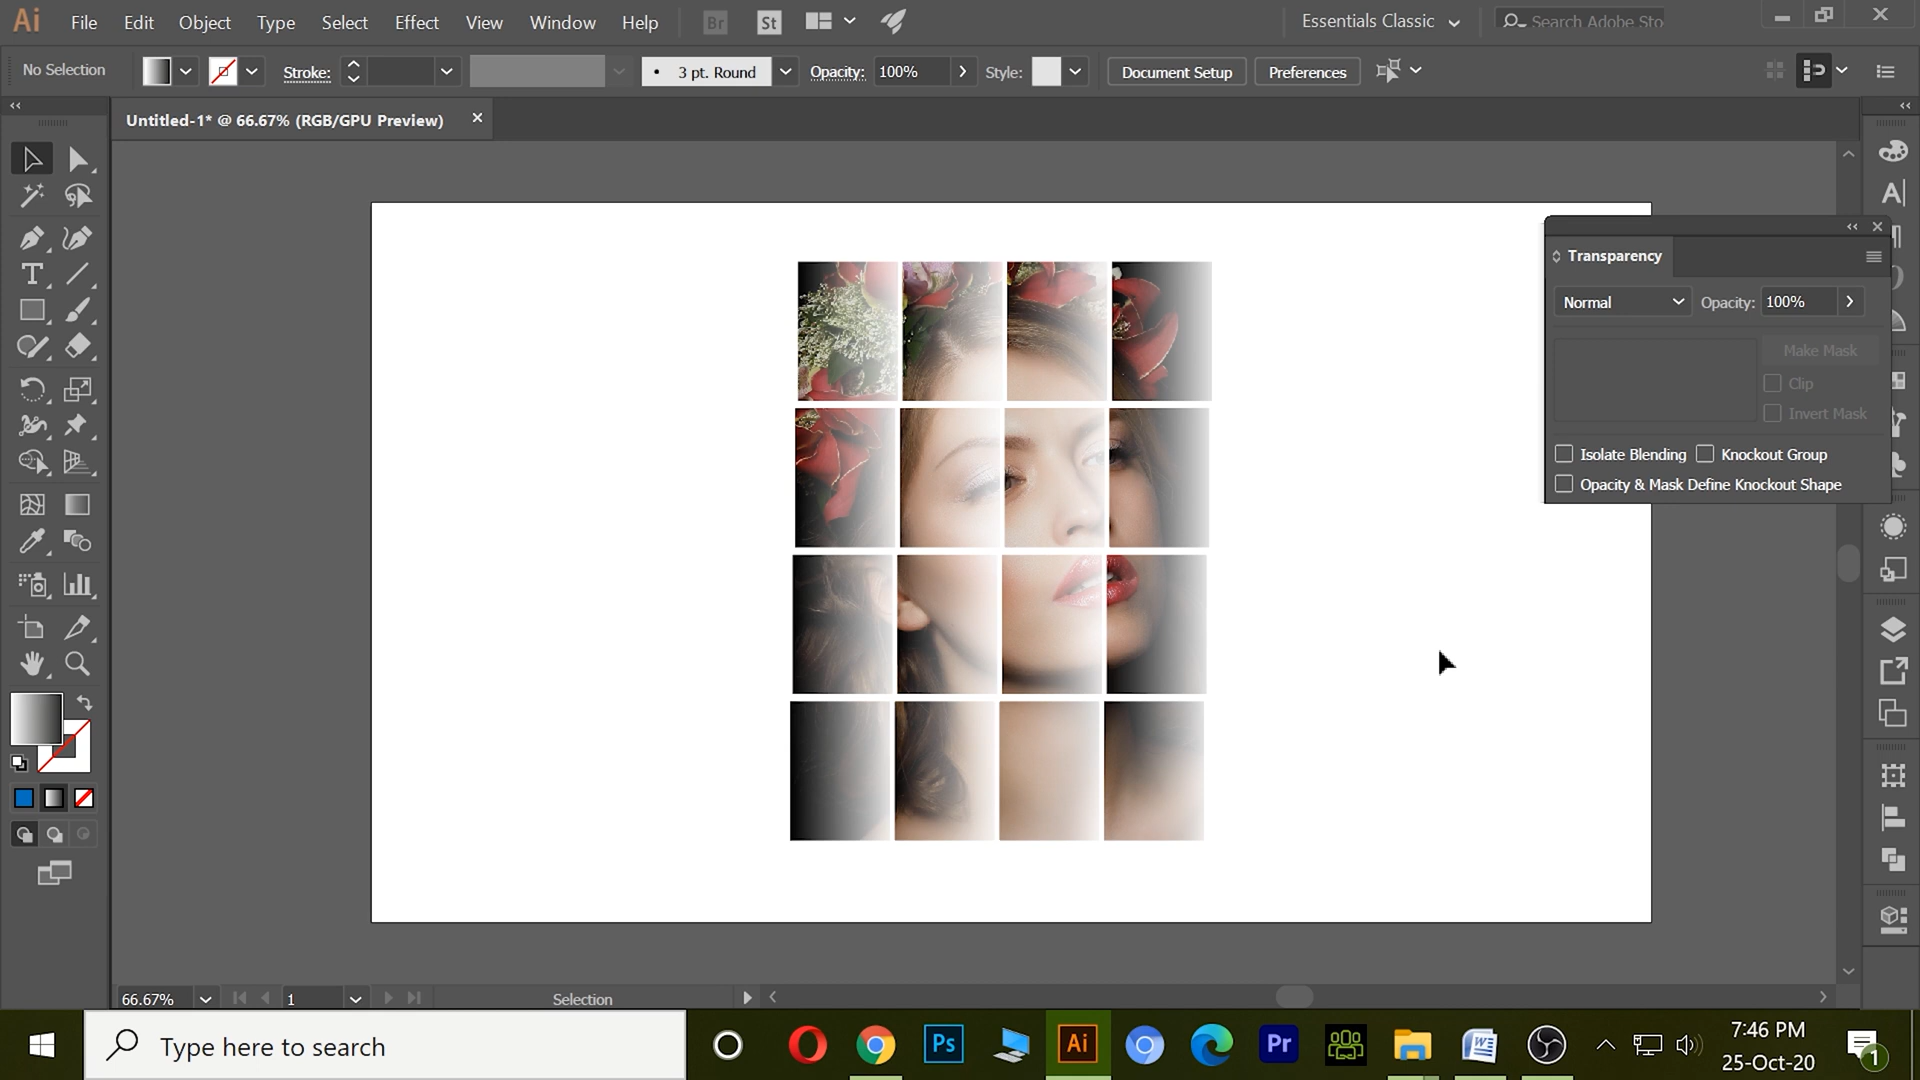 Ai File Edit Object Type Select Effect View Window Help Br St Essentials Classic Search Adobe Sto
No Selection Stroke: 3 pt. Round Opacity: 100% Style: Document Setup Preferences
Untitled-1* @ 66.67% (RGB/GPU Preview)
Transparency
Normal Opacity: 100%
Make Mask
Clip
Invert Mask
Isolate Blending Knockout Group
Opacity & Mask Define Knockout Shape
66.67% 1 Selection
Type here to search Ps Ai Pr 7:46 PM
25-Oct-20 1